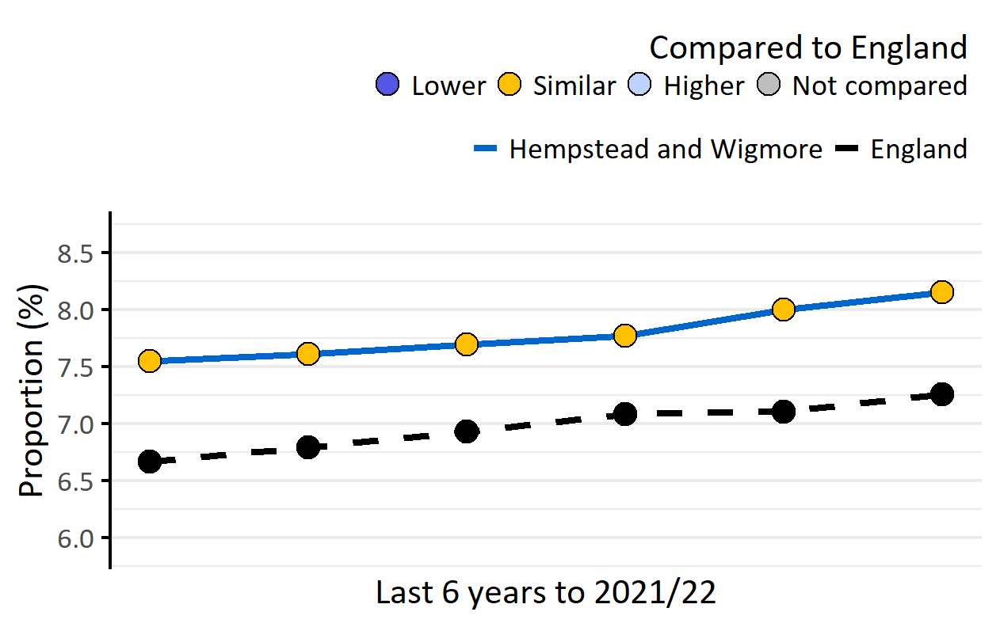 Compared to England
Lower Similar Higher Not compared
Hempstead and Wigmore England
8.5
8.0
7.5
7.0
6.5
6.0
Proportion (%)
Last 6 years to 2021/22